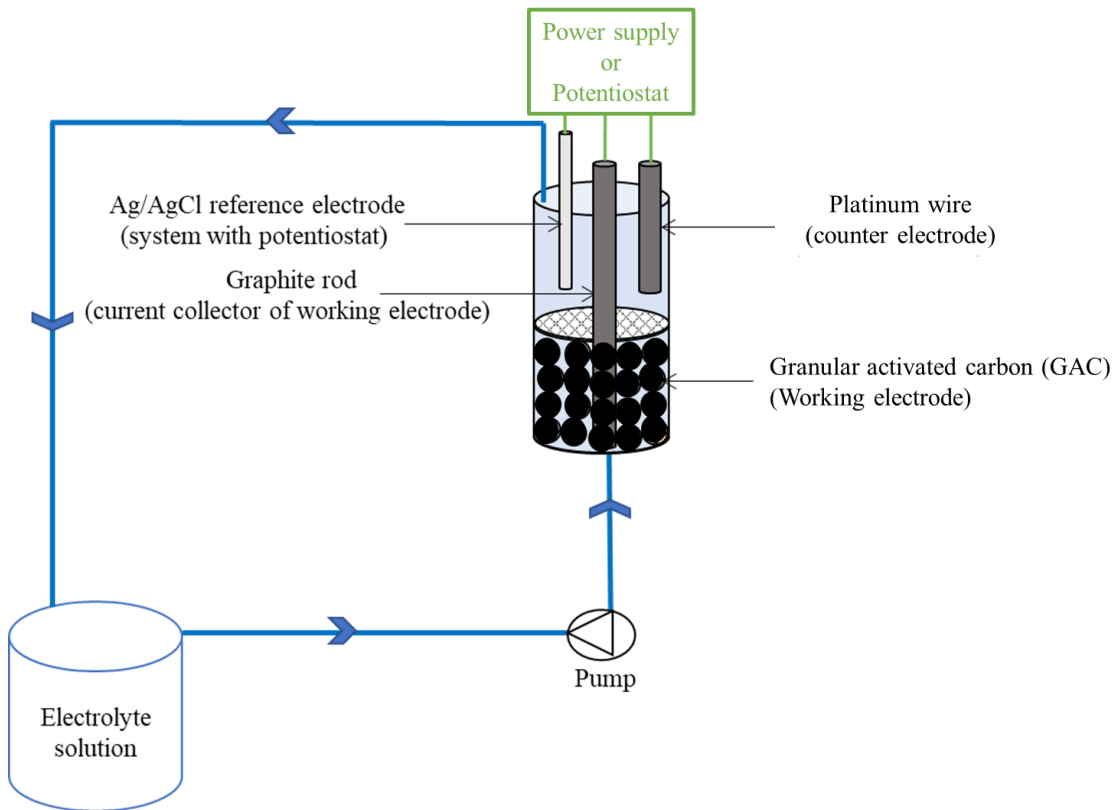 Power supply
or
Potentiostat
Ag/AgCl reference electrode
(system with potentiostat)
Platinum wire
(counter electrode)
Graphite rod
(current collector of working electrode)
Granular activated carbon (GAC)
(Working electrode)
Pump
Electrolyte
solution